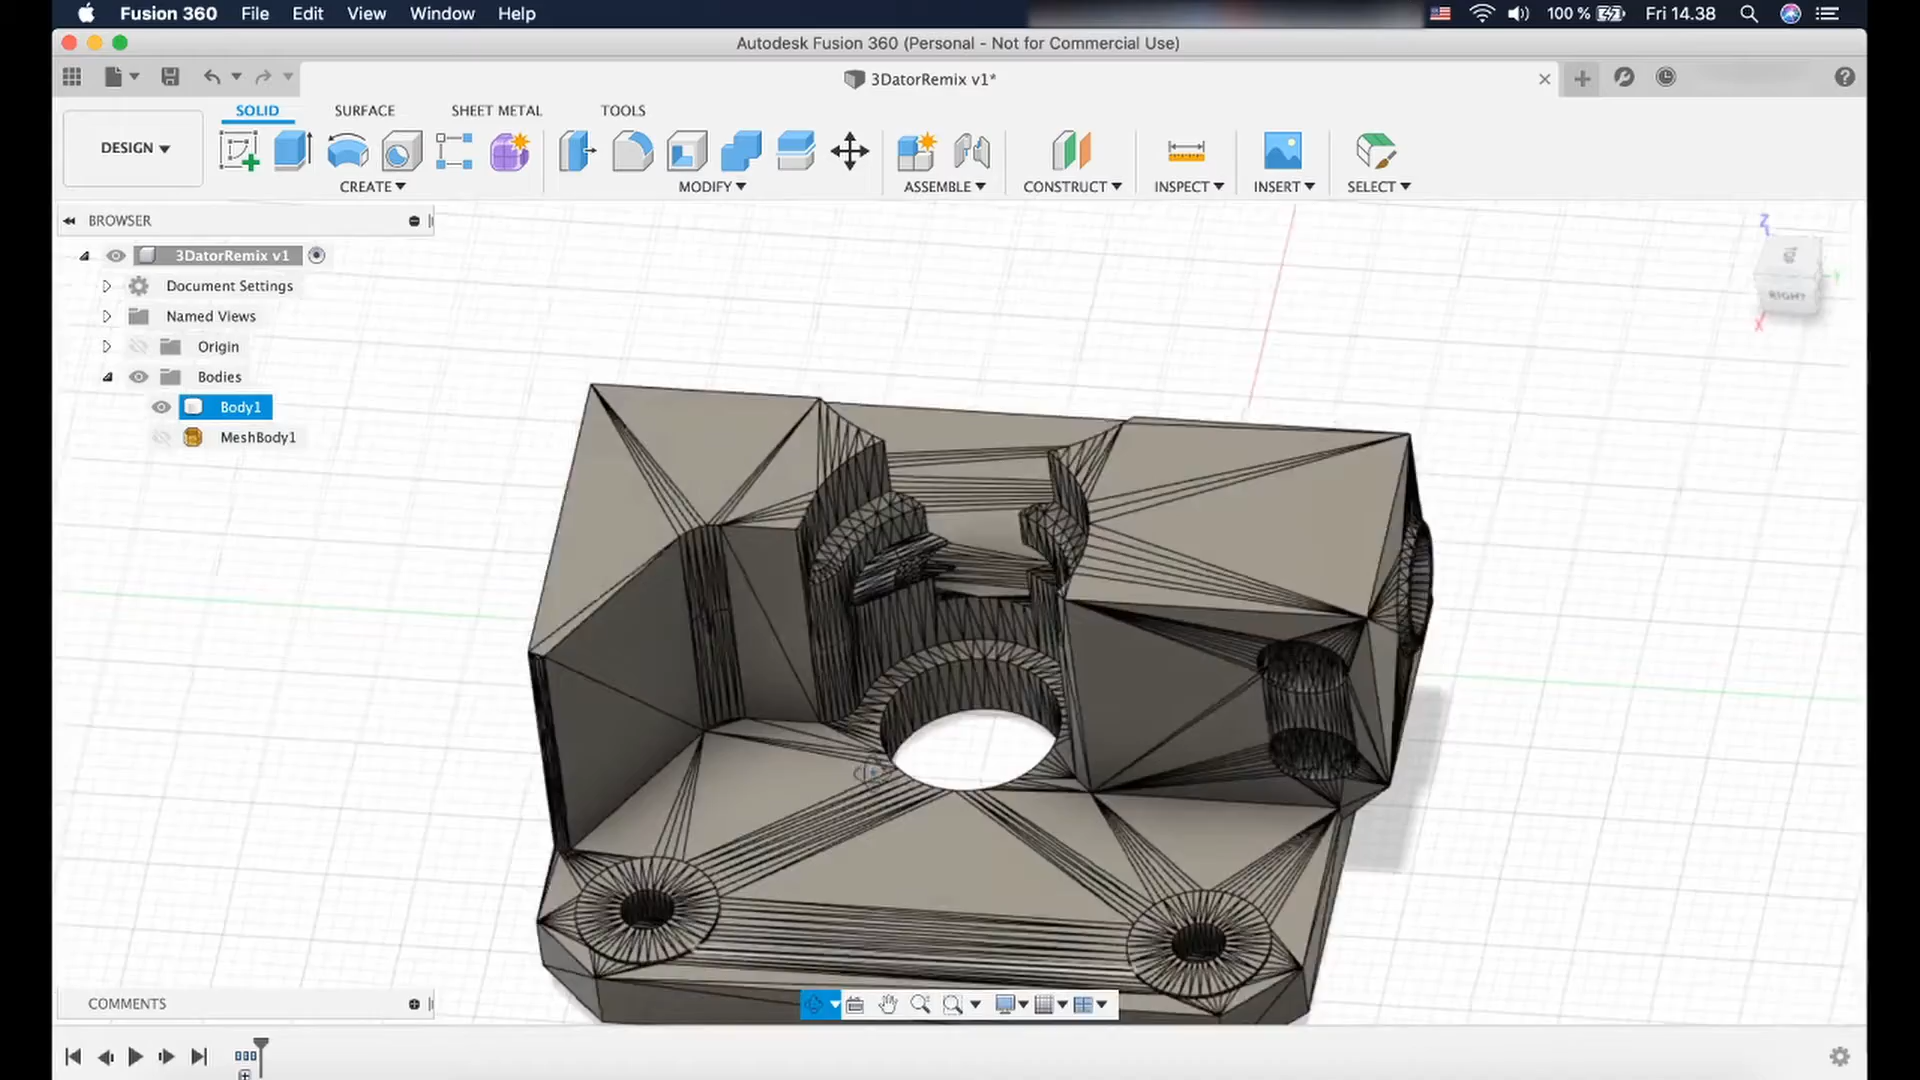 Fusion 360 File Edit View Window Help 100 % Fri 14.38
Autodesk Fusion 360 (Personal - Not for Commercial Use)
3DatorRemix v1*
SOLID SURFACE SHEET METAL TOOLS
DESIGN
CREATE MODIFY ASSEMBLE CONSTRUCT INSPECT INSERT SELECT
BROWSER
3DatorRemix v1
Document Settings
Named Views
Origin
Bodies
Body1
MeshBody1
Z
RIGHT
X
COMMENTS